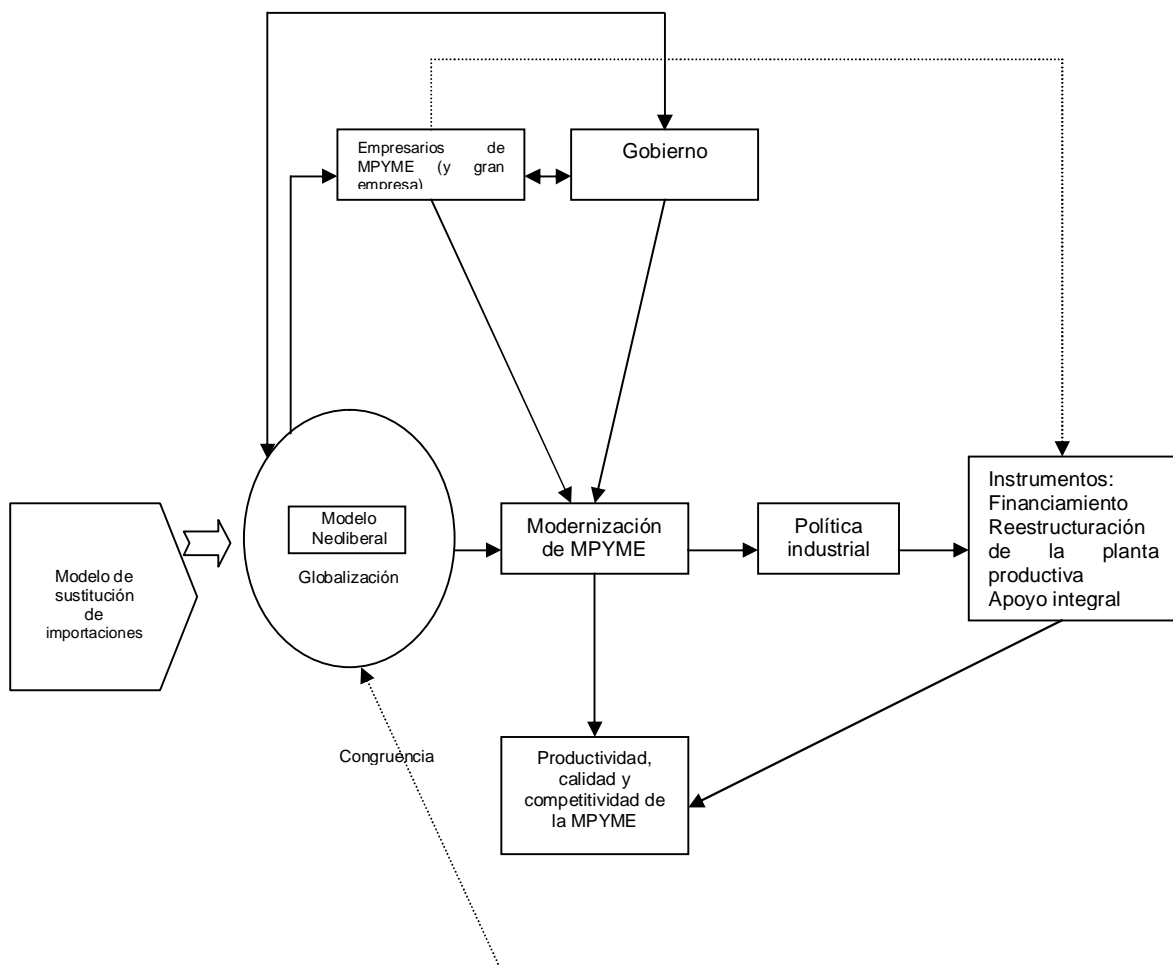 Empresarios de
MPYME (y gran
empresa)
Gobierno
Modelo de
sustitución
de
importaciones
Modelo
Neoliberal
Globalización
Modernización
de MPYME
Política
industrial
Instrumentos:
Financiamiento
Reestructuración
de la planta
productiva
Apoyo integral
Congruencia
Productividad,
calidad y
competitividad de
la MPYME